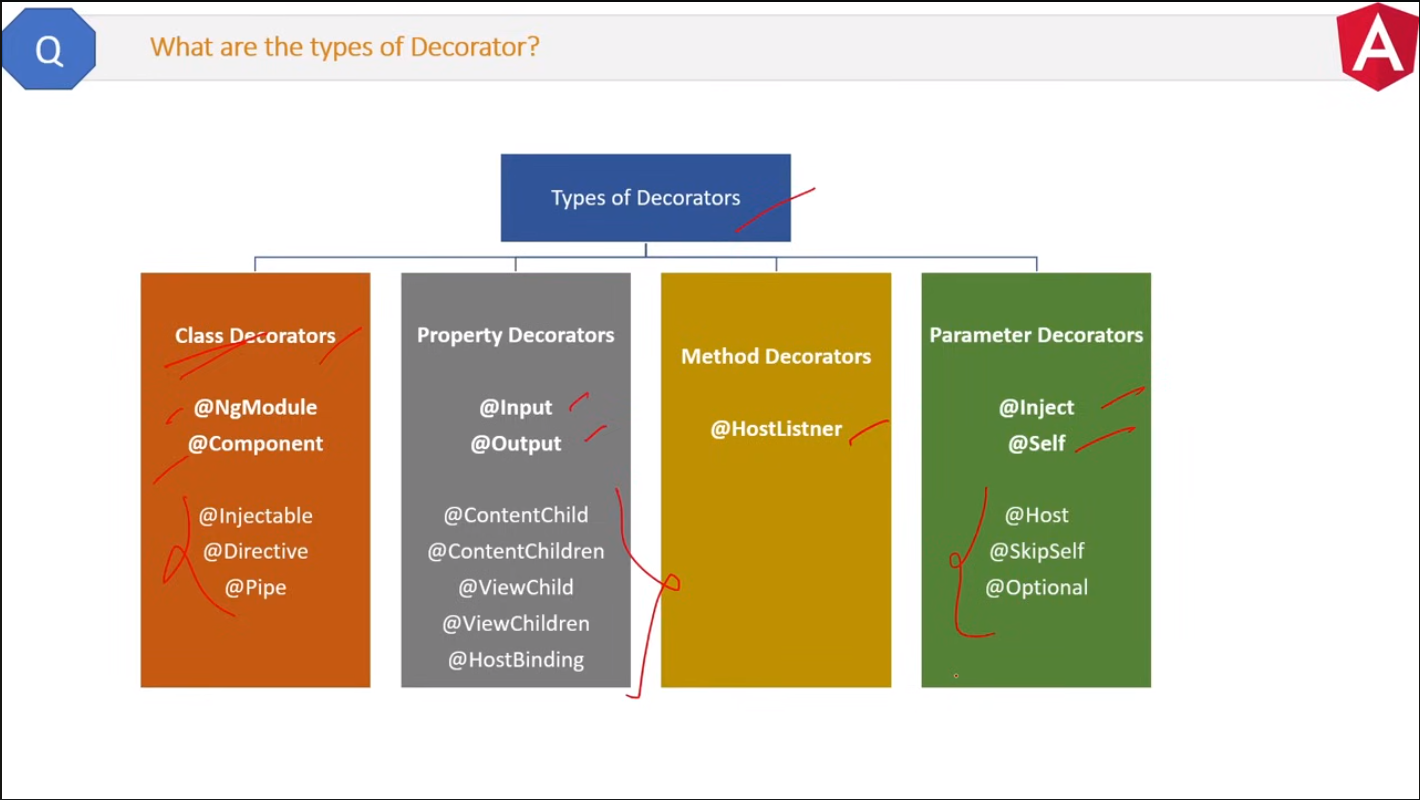 Q
What are the types of Decorator?
A
Types of Decorators
Class Decorators
@NgModule
@Component
@Injectable
@Directive
@Pipe
Property Decorators
@Input
@Output
@ContentChild
@ContentChildren
@ViewChild
@ViewChildren
@HostBinding
Method Decorators
@HostListner
Parameter Decorators
@Inject
@Self
@Host
@SkipSelf
@Optional